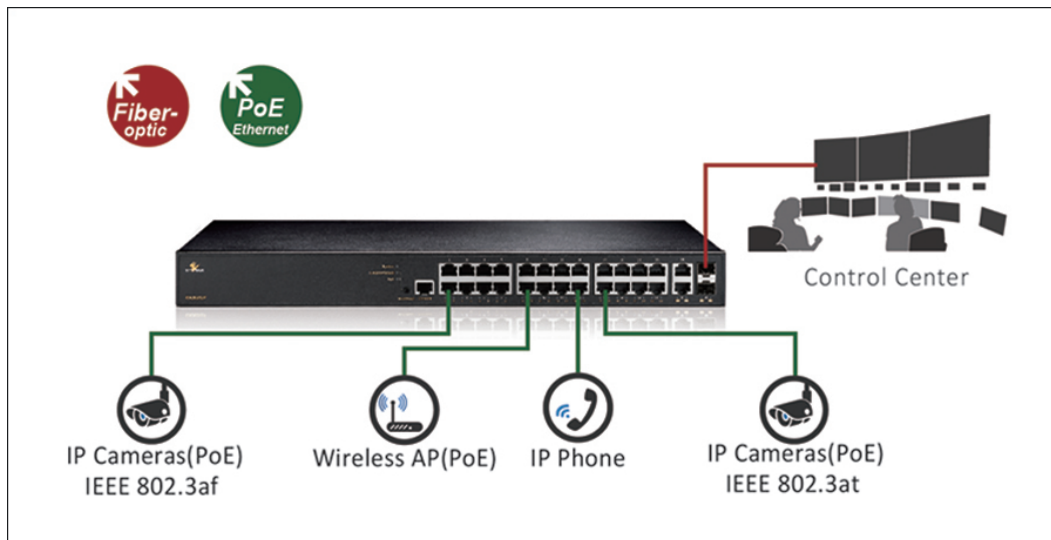 Fiber-
optic
PoE
Ethernet
Control Center
IP Cameras(PoE)
IEEE 802.3af
Wireless AP(PoE)
IP Phone
IP Cameras(PoE)
IEEE 802.3at